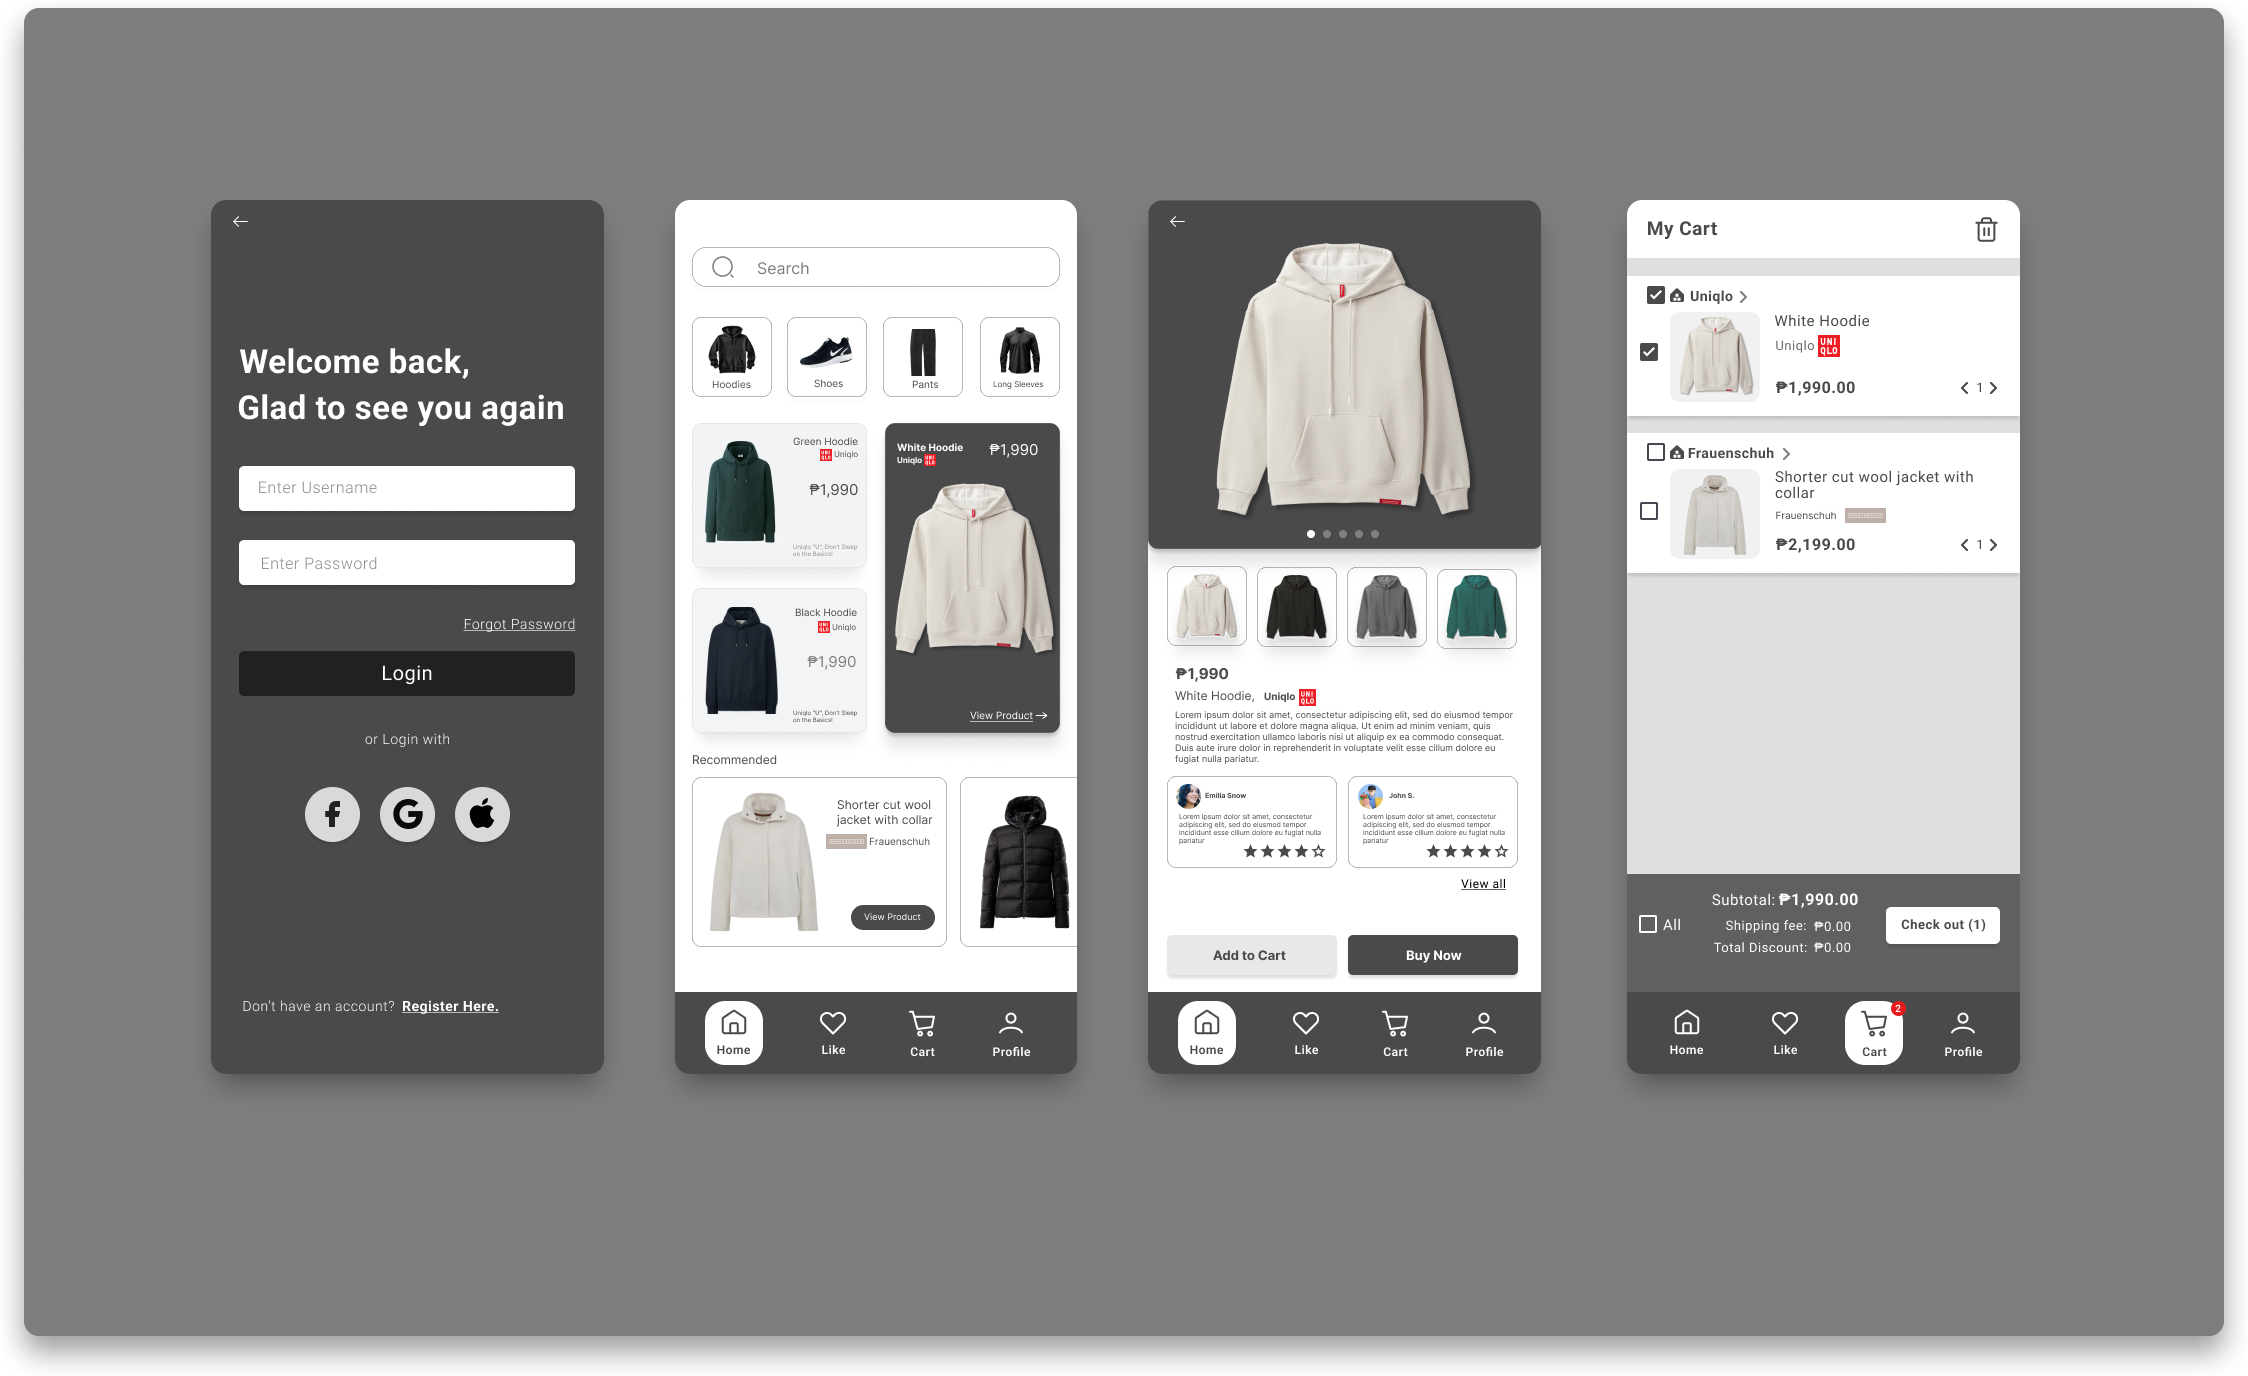 Welcome back,
Glad to see you again
Enter Username
Enter Password
Forgot Password
Login
or Login with
Don't have an account? Register Here.
Search
Hoodies
Shoes
Pants
Long Sleeves
Green Hoodie
UNI QLO Uniqlo
₱1,990
Uniqlo "U", Don't Sleep
on the Basics!
White Hoodie
Uniqlo UNI QLO
₱1,990
View Product
Black Hoodie
UNI QLO Uniqlo
₱1,990
Uniqlo "U", Don't Sleep
on the Basics!
Recommended
Shorter cut wool
jacket with collar
Frauenschuh
View Product
Home
Like
Cart
Profile
₱1,990
White Hoodie, Uniqlo UNI QLO
Lorem ipsum dolor sit amet, consectetur adipiscing elit, sed do eiusmod tempor
incididunt ut labore et dolore magna aliqua. Ut enim ad minim veniam, quis
nostrud exercitation ullamco laboris nisi ut aliquip ex ea commodo consequat.
Duis aute irure dolor in reprehenderit in voluptate velit esse cillum dolore eu
fugiat nulla pariatur.
Emilia Snow
Lorem ipsum dolor sit amet, consectetur
adipiscing elit, sed do eiusmod tempor
incididunt esse cillum dolore eu fugiat nulla
pariatur
John S.
Lorem ipsum dolor sit amet, consectetur
adipiscing elit, sed do eiusmod tempor
incididunt esse cillum dolore eu fugiat nulla
pariatur
View all
Add to Cart
Buy Now
Home
Like
Cart
Profile
My Cart
Uniqlo
White Hoodie
Uniqlo UNI QLO
₱1,990.00
1
Frauenschuh
Shorter cut wool jacket with
collar
Frauenschuh
₱2,199.00
1
All
Subtotal: ₱1,990.00
Shipping fee: ₱0.00
Total Discount: ₱0.00
Check out (1)
Home
Like
2
Cart
Profile